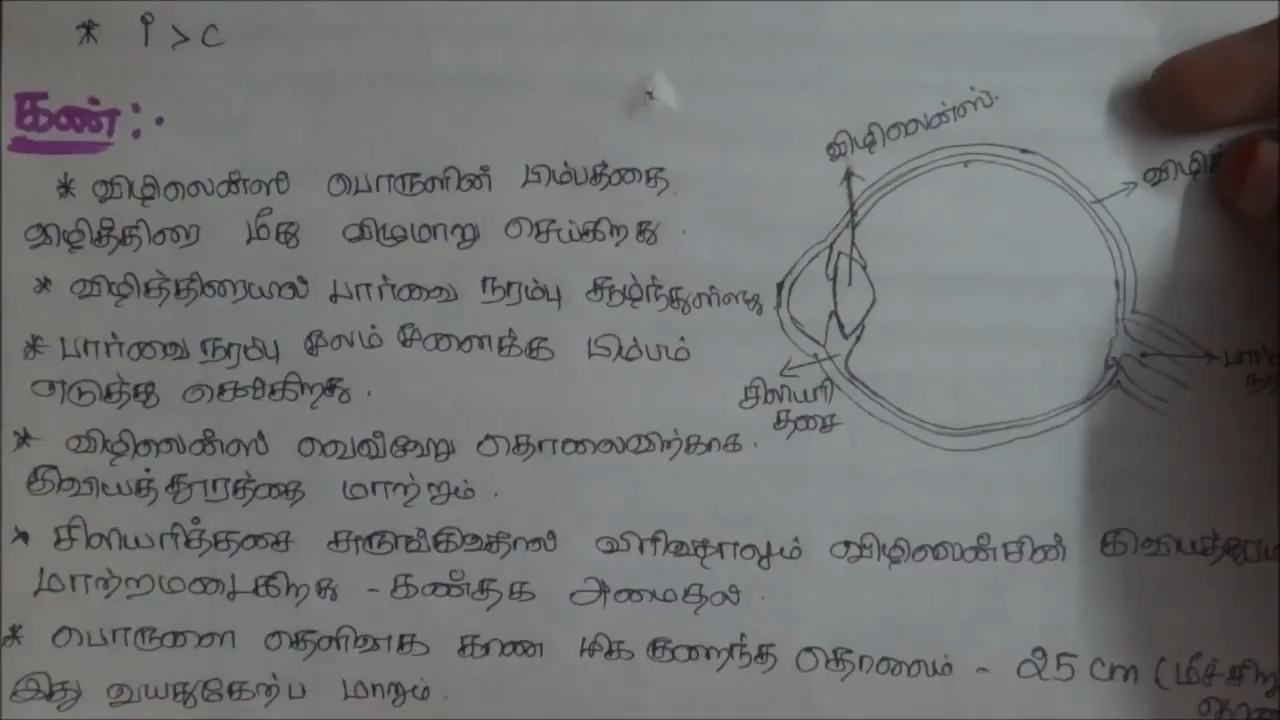 * i > c
கண் :-
விழிலென்ஸ்
* விழிலென்ஸ் பொருளின் பிம்பத்தை
விழித்திரை மீது விழுமாறு செய்கிறது.
* விழித்திரையில் பார்வை நரம்பு சூழ்ந்துள்ளது
* பார்வை நரம்பு மூலம் மூளைக்கு பிம்பம்
எடுத்து செல்கிறது.
சிலியரி
தசை
* விழிலென்ஸ் வெவ்வேறு தொலைவிற்காக
குவியத்தூரத்தை மாற்றும்.
* சிலியரித்தசை சுருங்கிவதால் விரிவதாலும் விழிலென்சின்
மாற்றமடைகிறது - கண்தக அமைதல்.
* பொருளை தெளிவாக காண மிக குறைந்த - 25 cm
இது வயதுகேற்ப மாறும்.